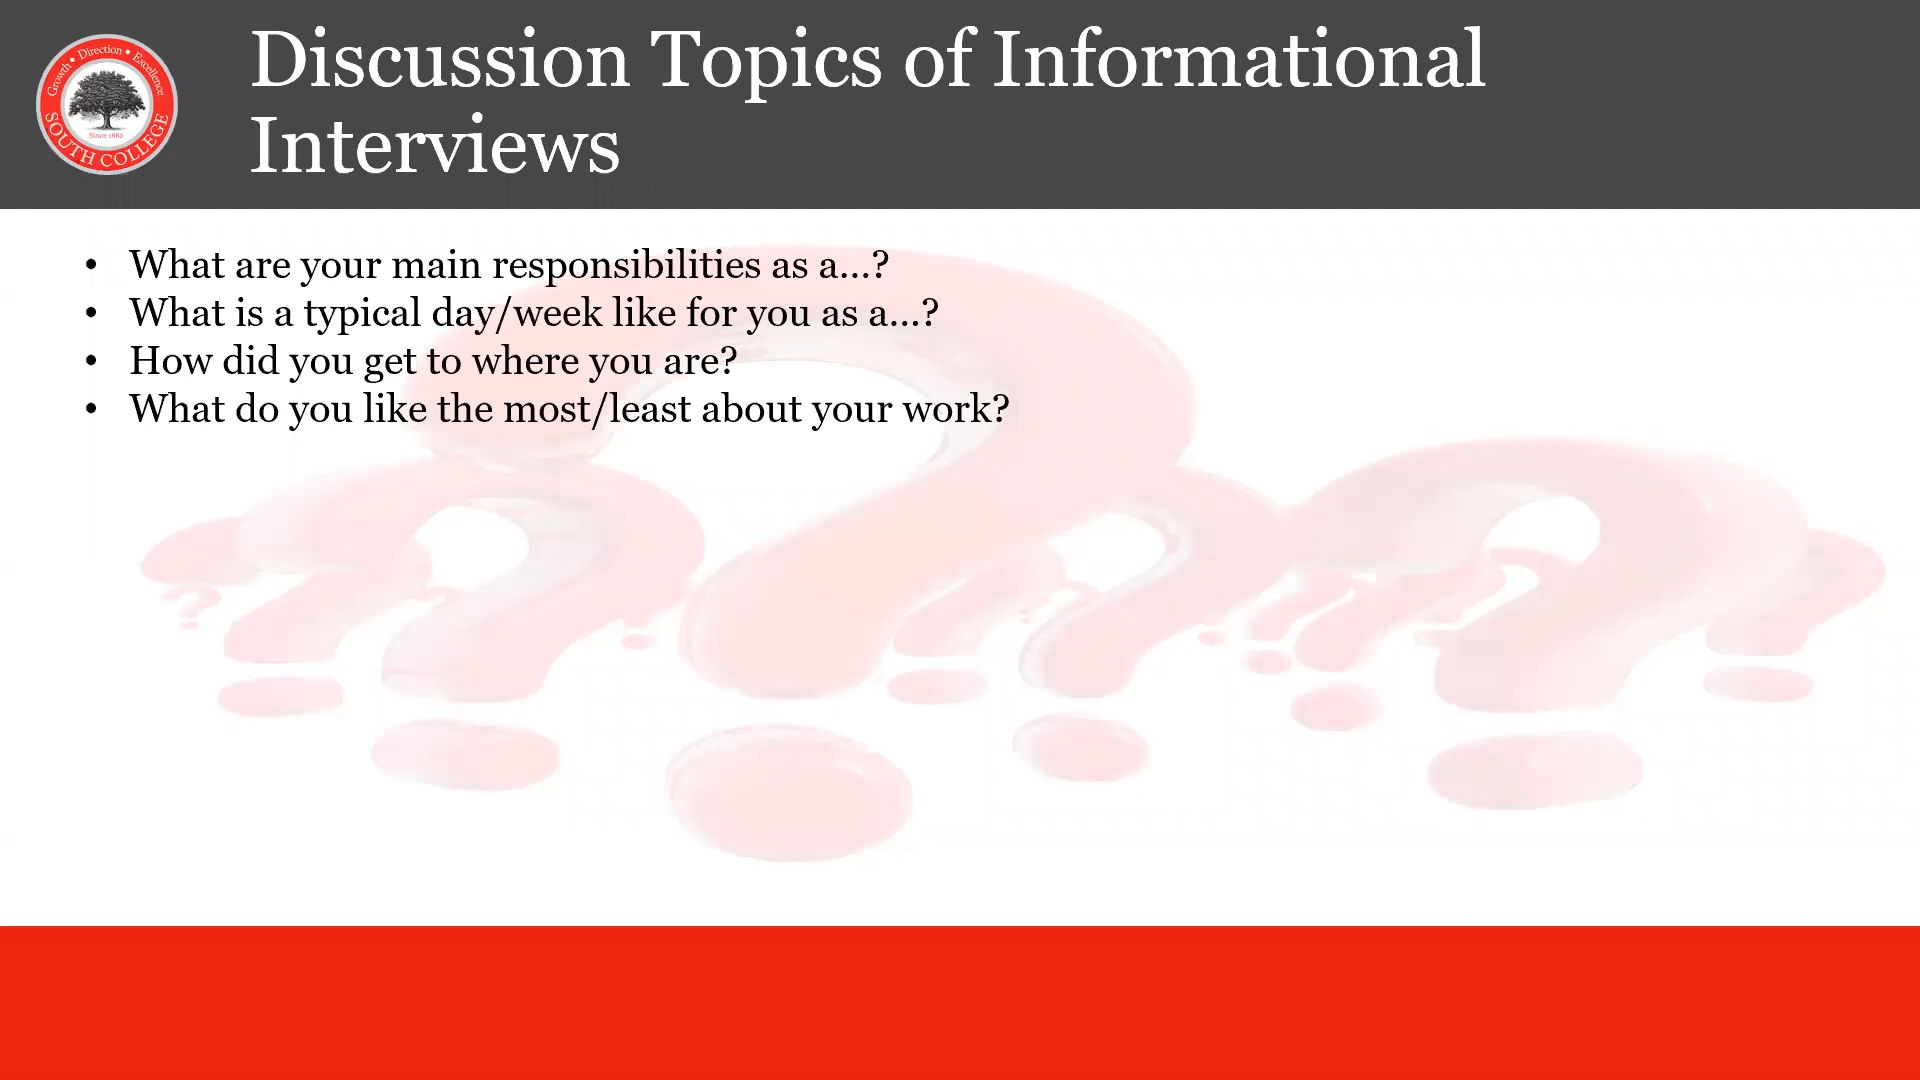 Growth • Direction • Excellence
Since 1882
SOUTH COLLEGE
Discussion Topics of Informational
Interviews
• What are your main responsibilities as a...?
• What is a typical day/week like for you as a...?
• How did you get to where you are?
• What do you like the most/least about your work?